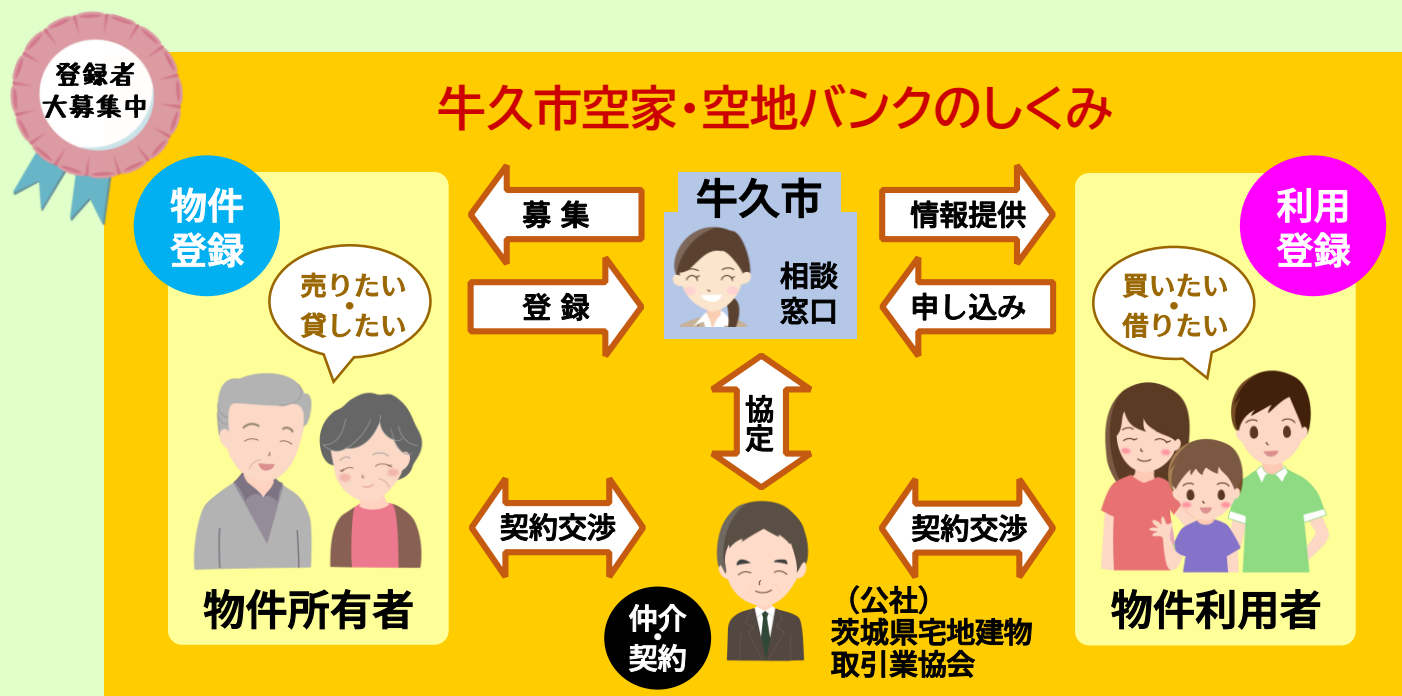 登録者
大募集中
牛久市空家・空地バンクのしくみ
物件
登録
売りたい
・
貸したい
物件所有者
募集
登録
牛久市
相談
窓口
情報提供
申し込み
利用
登録
買いたい
・
借りたい
物件利用者
協
定
契約交渉
契約交渉
仲介
・
契約
（公社）
茨城県宅地建物
取引業協会